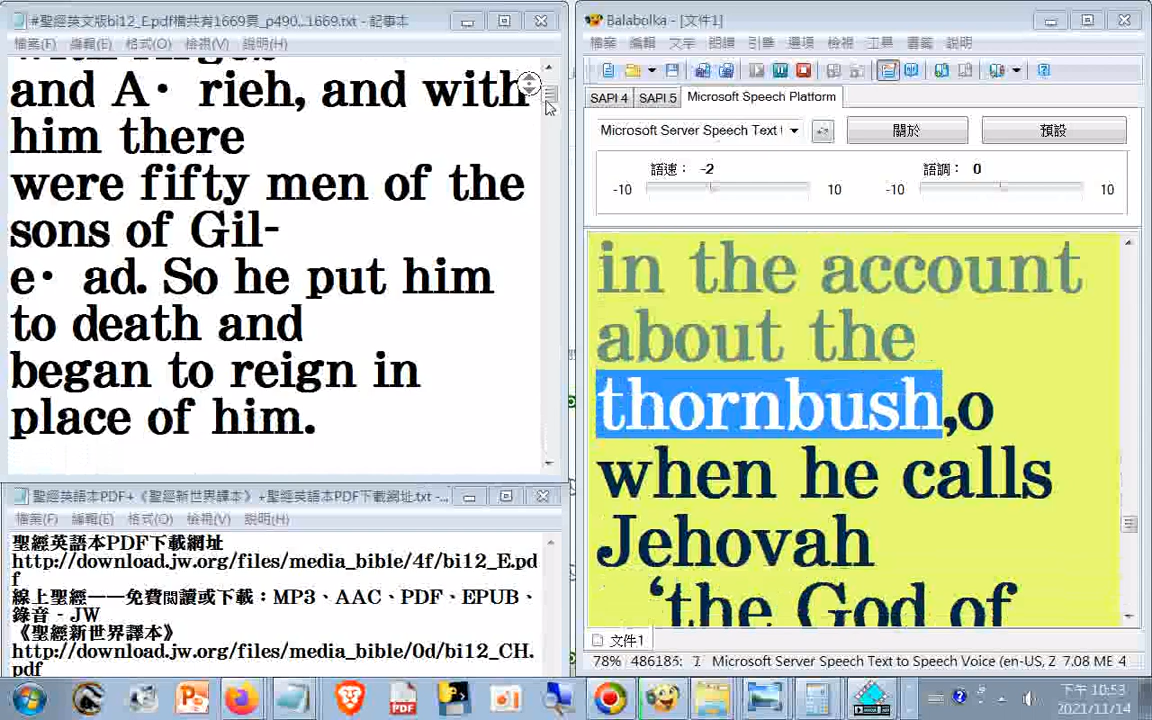 #聖經英文版bi12_E.pdf橫共有1669頁_p490...1669.txt - 記事本
檔案(F) 編輯(E) 格式(O) 檢視(V) 說明(H)
and A· rieh, and with
him there
were fifty men of the
sons of Gil-
e· ad. So he put him
to death and
began to reign in
place of him.
聖經英語本PDF+《聖經新世界譯本》+聖經英語本PDF下載網址.txt - ...
檔案(F) 編輯(E) 格式(O) 檢視(V) 說明(H)
聖經英語本PDF下載網址
http://download.jw.org/files/media_bible/4f/bi12_E.pd
f
線上聖經——免費閱讀或下載：MP3、AAC、PDF、EPUB、
錄音 - JW
《聖經新世界譯本》
http://download.jw.org/files/media_bible/0d/bi12_CH.
pdf
Balabolka - [文件1]
檔案 編輯 文字 朗讀 引擎 選項 檢視 工具 書籤 說明
SAPI 4 SAPI 5 Microsoft Speech Platform
Microsoft Server Speech Text 關於 預設
語速： -2 語調： 0
-10 10 -10 10
in the account
about the
thornbush,o
when he calls
Jehovah
‘the God of
文件1
78% 486185: Microsoft Server Speech Text to Speech Voice (en-US, Z 7.08 ME 4
PDF
下午 10:53
2021/11/14